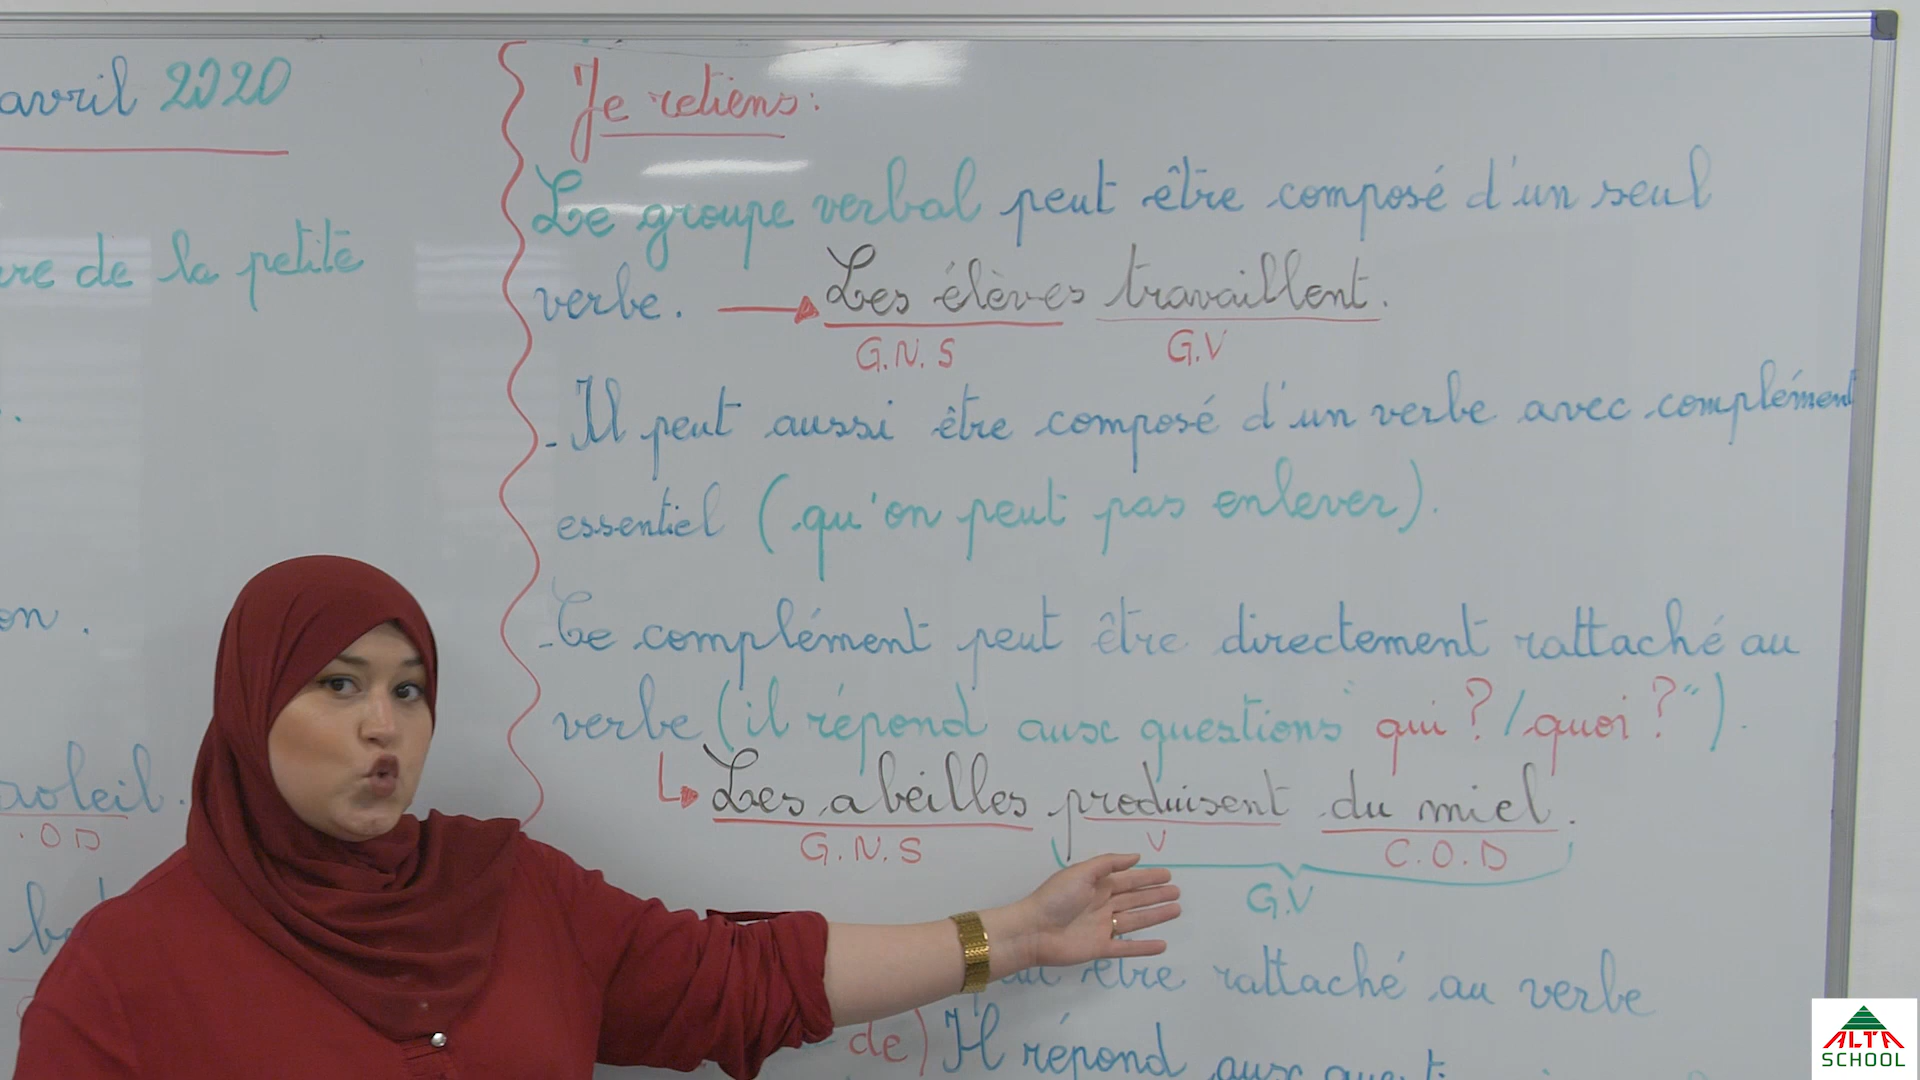 avril 2020
de la petite
soleil.
.O D
Je retiens:
Le groupe verbal peut être composé d'un seul
verbe. Les élèves travaillent.
G.N.S G.V
- Il peut aussi être composé d'un verbe avec complément
essentiel (qu'on peut pas enlever).
- Ce complément peut être directement rattaché au
verbe (il répond aux questions "qui ?/quoi ?").
Les abeilles produisent du miel.
G.N.S V C.O.D
G.V
être rattaché au verbe
de) Il répond aux
ALTA
SCHOOL